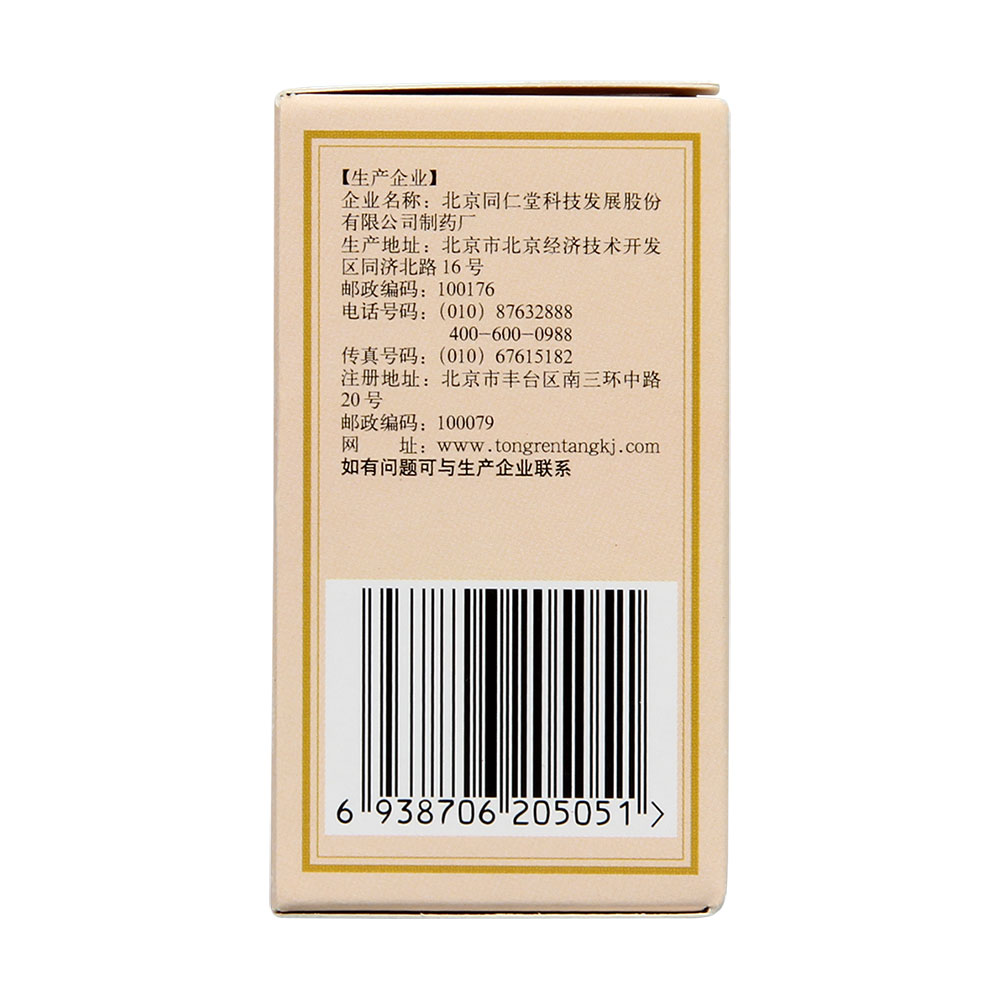 【生产企业】
企业名称：北京同仁堂科技发展股份
有限公司制药厂
生产地址：北京市北京经济技术开发
区同济北路16号
邮政编码：100176
电话号码：（010）87632888
400-600-0988
传真号码：（010）67615182
注册地址：北京市丰台区南三环中路
20号
邮政编码：100079
网　　址：www.tongrentangkj.com
如有问题可与生产企业联系
6 938706 205051 >